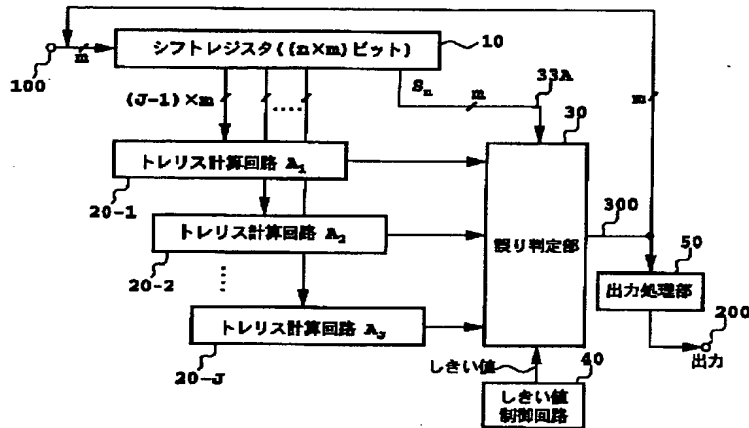 シフトレジスタ((n×m)ビット)
10
100
m
(J-1)×m
‥‥
Sn
m
33A
30
m
トレリス計算回路 A1
20-1
トレリス計算回路 A2
20-2
トレリス計算回路 AJ
20-J
誤り判定部
300
50
出力処理部
200
出力
しきい値
40
しきい値
制御回路